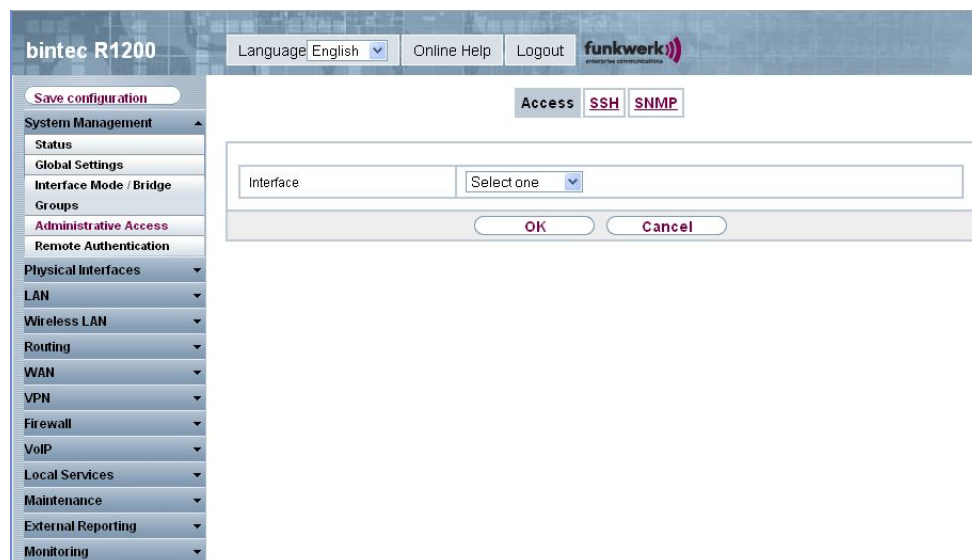 bintec R1200
Language English
Online Help
Logout
funkwerk
enterprise communications
Save configuration
System Management
Status
Global Settings
Interface Mode / Bridge
Groups
Administrative Access
Remote Authentication
Physical Interfaces
LAN
Wireless LAN
Routing
WAN
VPN
Firewall
VoIP
Local Services
Maintenance
External Reporting
Monitoring
Access SSH SNMP
Interface Select one
OK Cancel